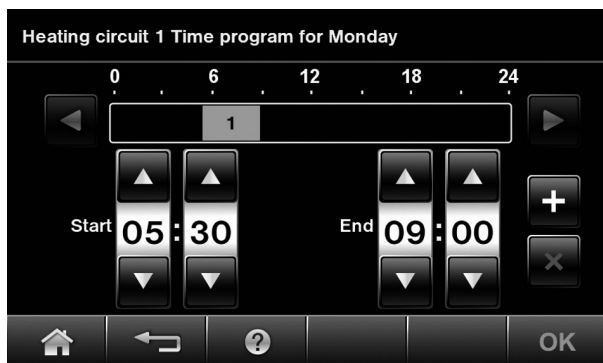 Heating circuit 1 Time program for Monday
0 6 12 18 24
1
Start 05 : 30 End 09 : 00
+
×
? OK